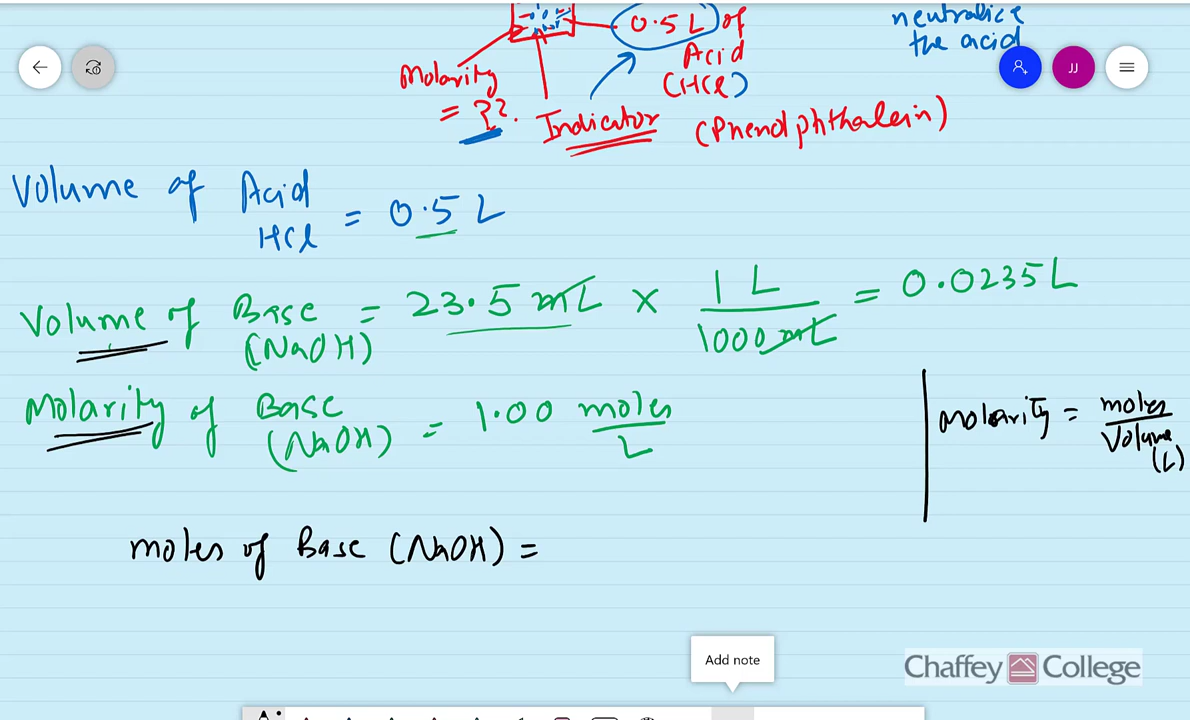 0.5 L of
Acid
(HCl)
neutralice
the acid
Molarity
= ??.
Indicator (Phenolphthalein)
JJ
Volume of Acid
HCl = 0.5 L
Volume of Base (NaOH) = 23.5 mL × 1 L / 1000 mL = 0.0235 L
Molarity of Base (NaOH) = 1.00 moles / L
Molarity = moles / Volume (L)
moles of Base (NaOH) =
Add note
Chaffey College